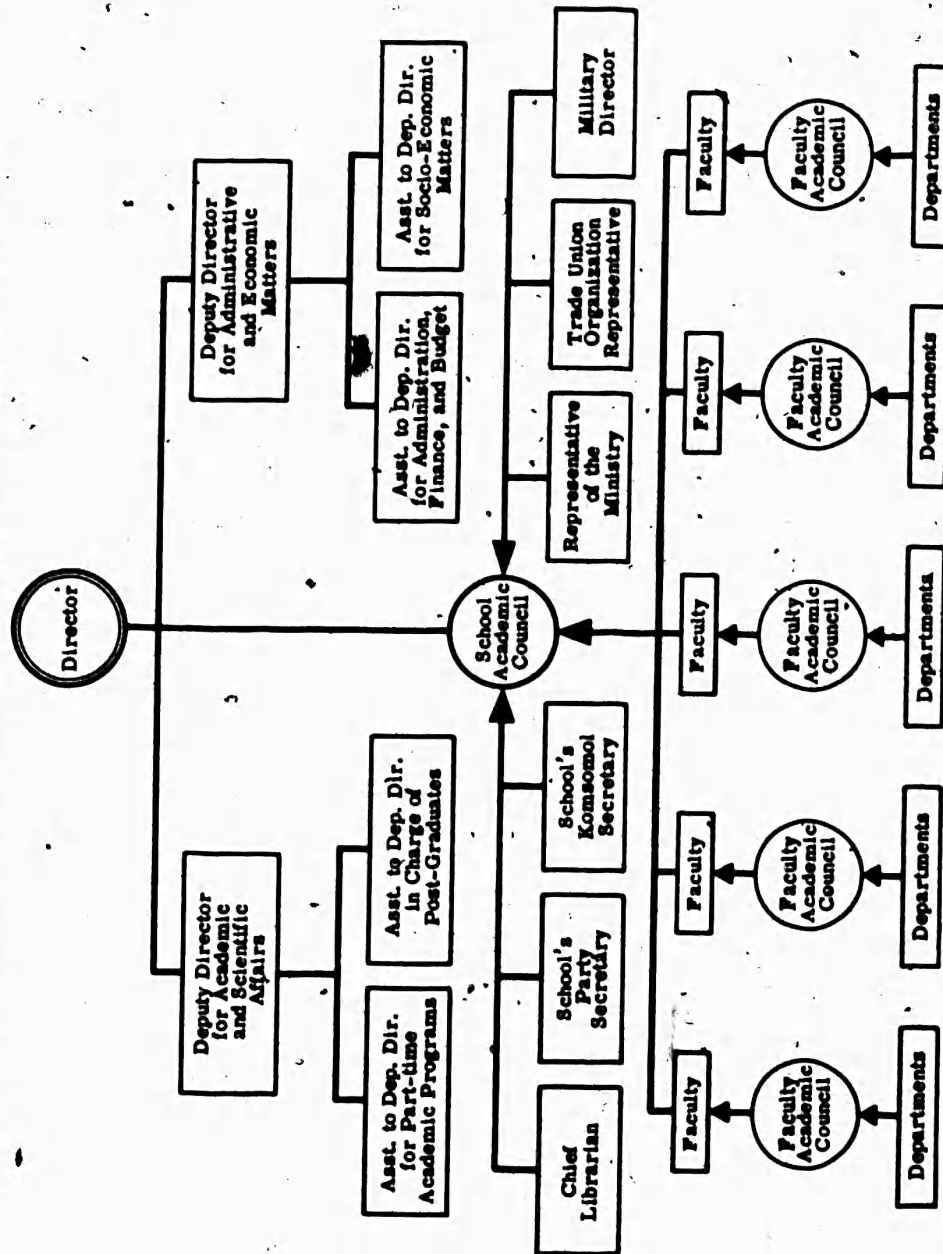 Director
Deputy Director
for Academic
and Scientific
Affairs
Deputy Director
for Administrative
and Economic
Matters
Asst. to Dep. Dir.
for Part-time
Academic Programs
Asst. to Dep. Dir.
in Charge of
Post-Graduates
Asst. to Dep. Dir.
for Administration,
Finance, and Budget
Asst. to Dep. Dir.
for Socio-Economic
Matters
School
Academic
Council
Chief
Librarian
School's
Party
Secretary
School's
Komsomol
Secretary
Representative
of the
Ministry
Trade Union
Organization
Representative
Military
Director
Faculty
Faculty
Faculty
Faculty
Faculty
Faculty
Academic
Council
Faculty
Academic
Council
Faculty
Academic
Council
Faculty
Academic
Council
Faculty
Academic
Council
Departments
Departments
Departments
Departments
Departments